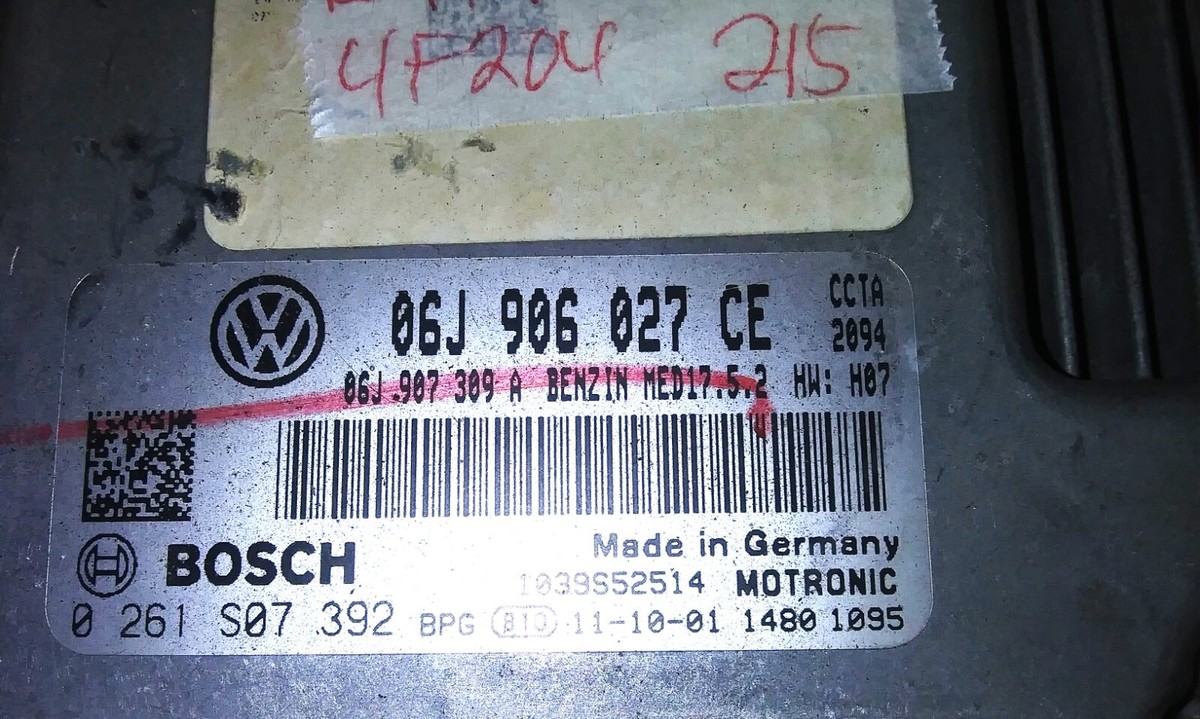 4F204 215
06J 906 027 CE CCTA
2094
06J 907 309 A BENZIN MED17.5.2 HW: H07
BOSCH
Made in Germany
1039S52514 MOTRONIC
0 261 S07 392 BPG B10 11-10-01 1480 1095